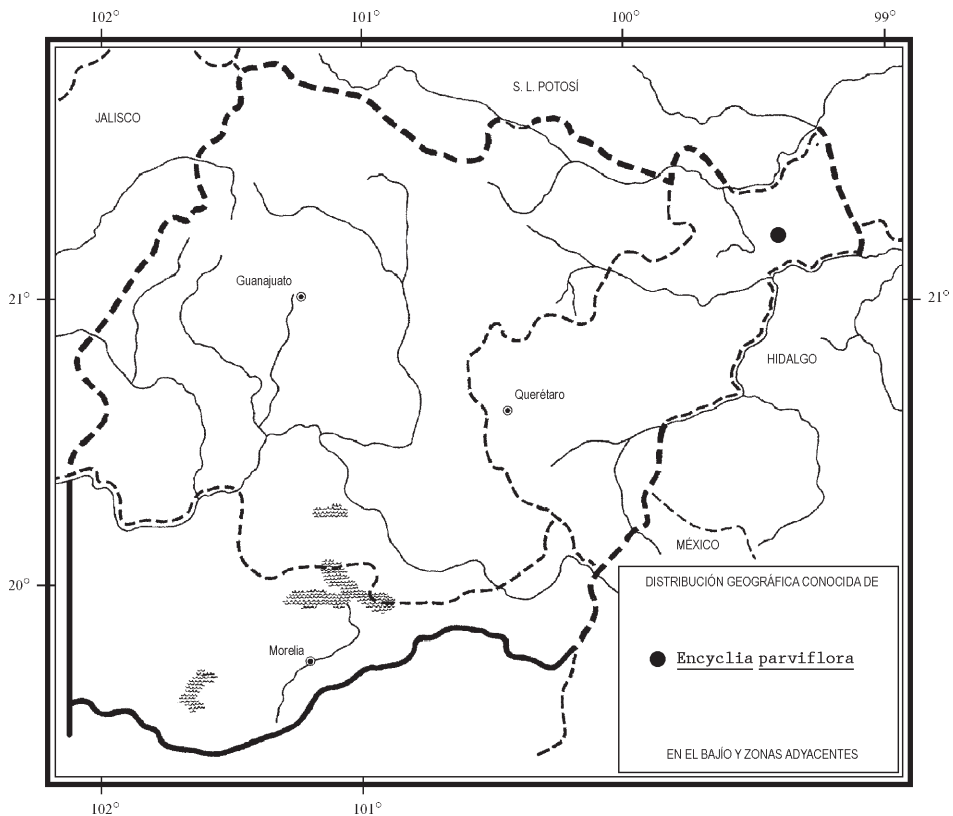 102° 101° 100° 99°
S. L. POTOSÍ
JALISCO
Guanajuato
21° 21°
HIDALGO
Querétaro
MÉXICO
20°
DISTRIBUCIÓN GEOGRÁFICA CONOCIDA DE
Morelia
Encyclia parviflora
EN EL BAJÍO Y ZONAS ADYACENTES
102° 101°